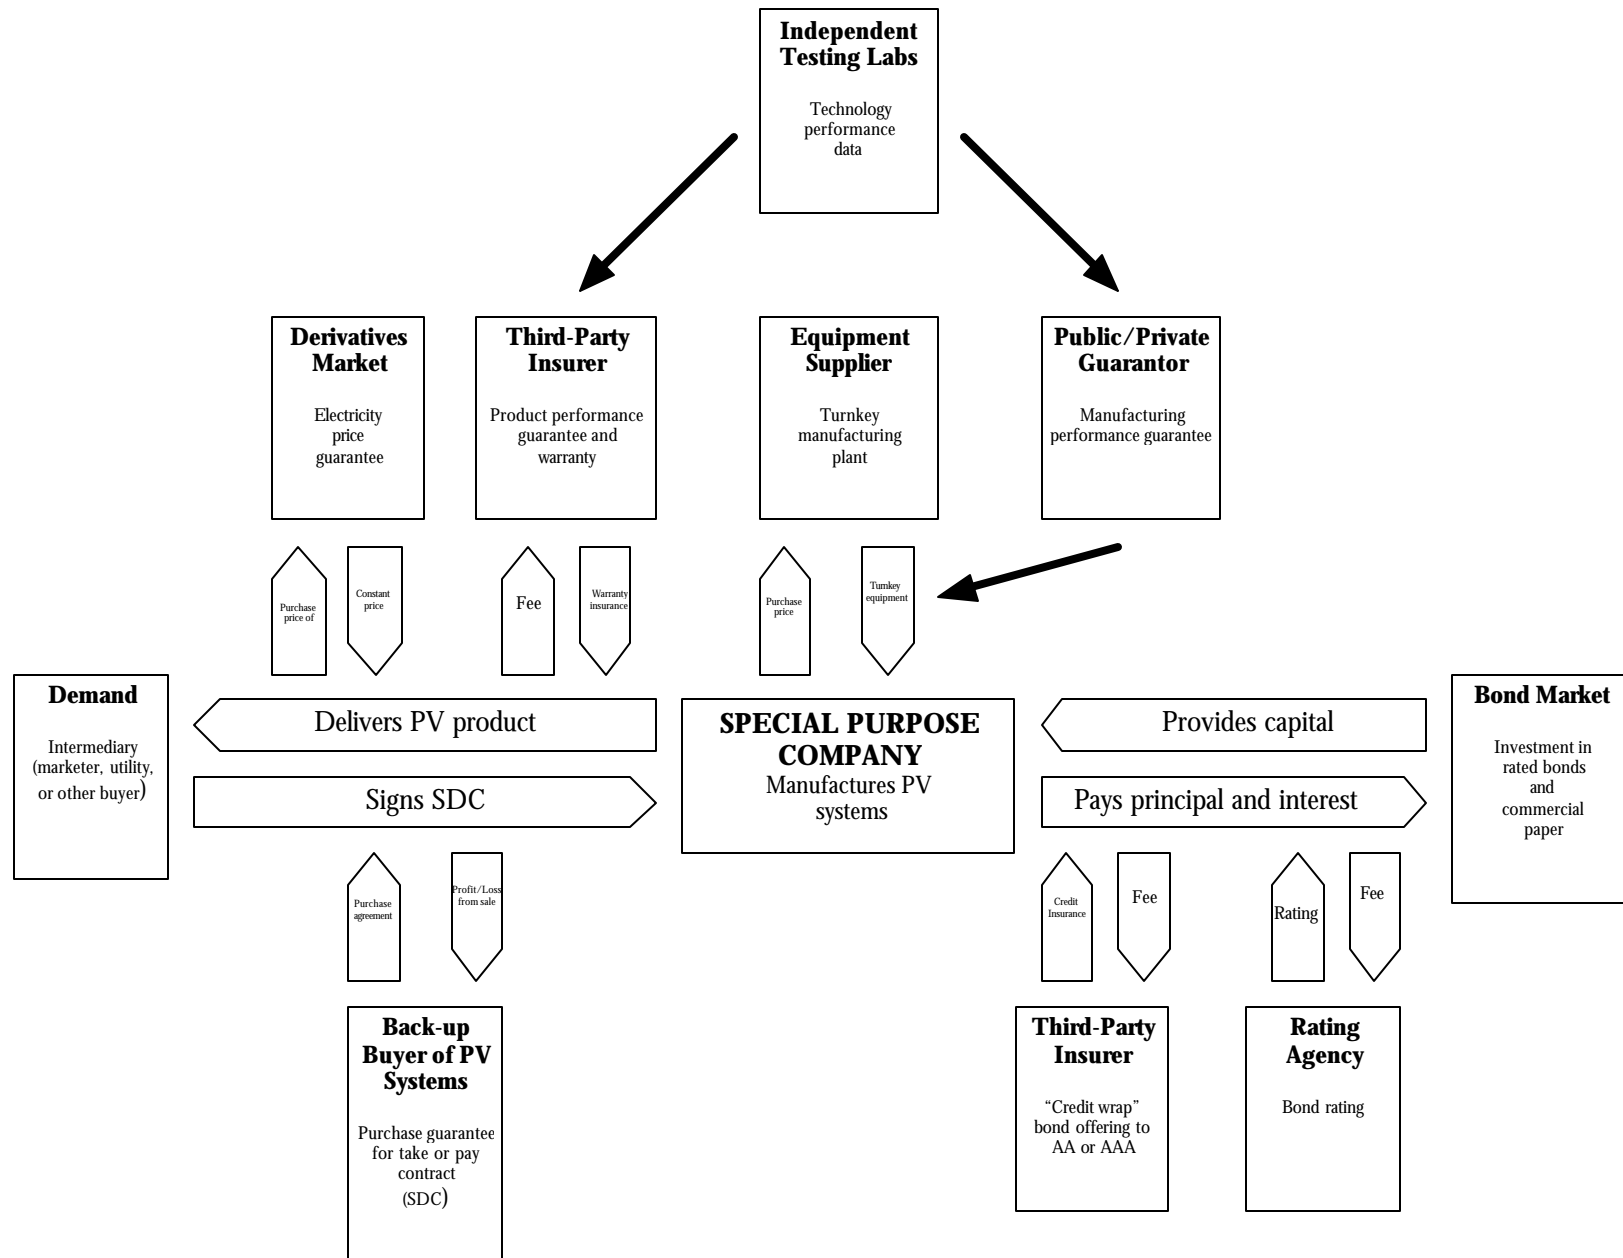 Independent
Testing Labs
Technology
performance
data
Derivatives
Market
Electricity
price
guarantee
Third-Party
Insurer
Product performance
guarantee and
warranty
Equipment
Supplier
Turnkey
manufacturing
plant
Public/Private
Guarantor
Manufacturing
performance guarantee
Purchase
price of
Constant
price
Fee
Warranty
insurance
Purchase
price
Turnkey
equipment
Demand
Intermediary
(marketer, utility,
or other buyer)
Delivers PV product
Signs SDC
SPECIAL PURPOSE
COMPANY
Manufactures PV
systems
Provides capital
Pays principal and interest
Bond Market
Investment in
rated bonds
and
commercial
paper
Purchase
agreement
Profit/Loss
from sale
Credit
Insurance
Fee
Rating
Fee
Back-up
Buyer of PV
Systems
Purchase guarantee
for take or pay
contract
(SDC)
Third-Party
Insurer
“Credit wrap”
bond offering to
AA or AAA
Rating
Agency
Bond rating